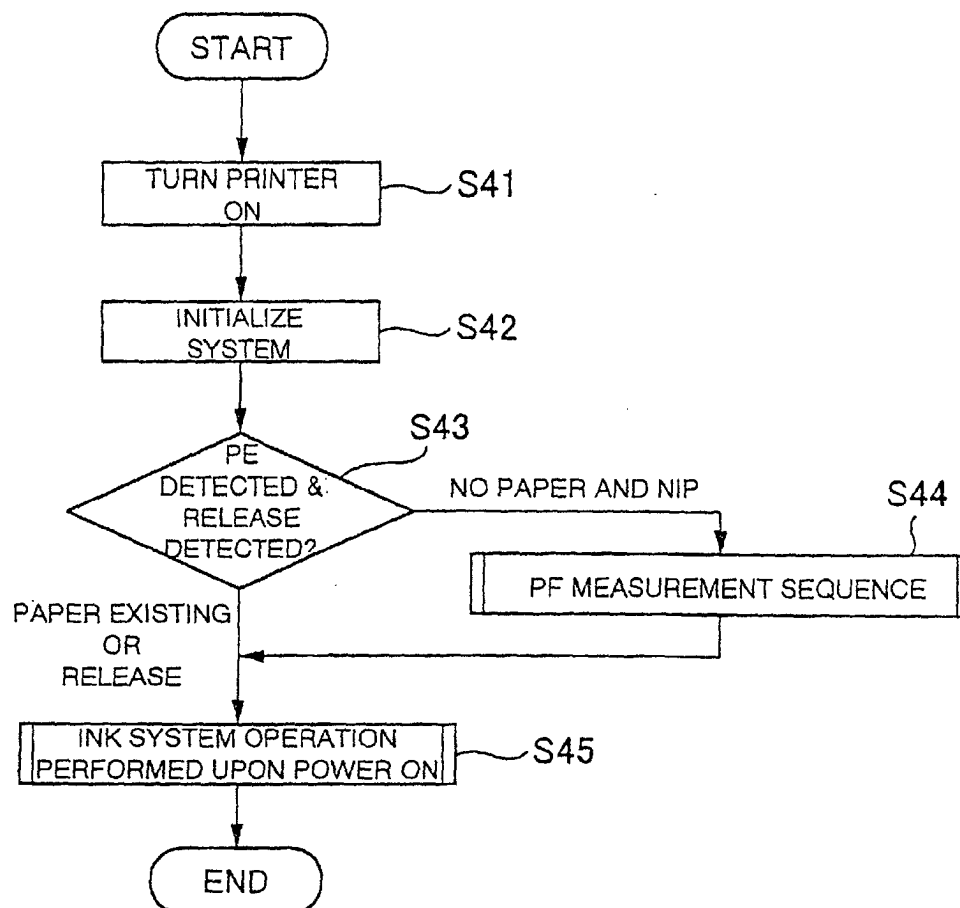 START
TURN PRINTER
ON
S41
INITIALIZE
SYSTEM
S42
S43
PE
DETECTED &
RELEASE
DETECTED?
NO PAPER AND NIP
S44
PF MEASUREMENT SEQUENCE
PAPER EXISTING
OR
RELEASE
INK SYSTEM OPERATION
PERFORMED UPON POWER ON
S45
END